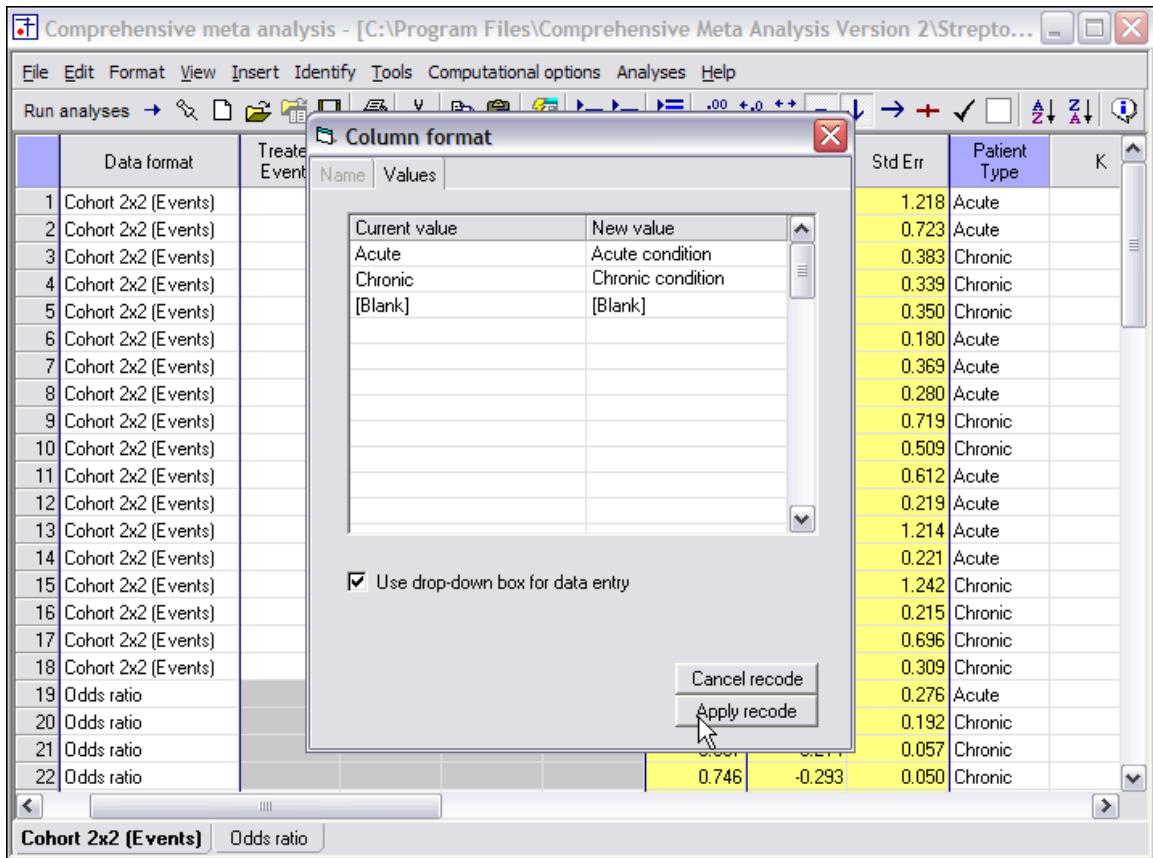 Comprehensive meta analysis - [C:\Program Files\Comprehensive Meta Analysis Version 2\Strepto...
File Edit Format View Insert Identify Tools Computational options Analyses Help
Run analyses
Column format
Name Values
Current value New value
Acute Acute condition
Chronic Chronic condition
[Blank] [Blank]
Use drop-down box for data entry
Cancel recode
Apply recode
Data format Std Err Patient Type K
1 Cohort 2x2 (Events) 1.218 Acute
2 Cohort 2x2 (Events) 0.723 Acute
3 Cohort 2x2 (Events) 0.383 Chronic
4 Cohort 2x2 (Events) 0.339 Chronic
5 Cohort 2x2 (Events) 0.350 Chronic
6 Cohort 2x2 (Events) 0.180 Acute
7 Cohort 2x2 (Events) 0.369 Acute
8 Cohort 2x2 (Events) 0.280 Acute
9 Cohort 2x2 (Events) 0.719 Chronic
10 Cohort 2x2 (Events) 0.509 Chronic
11 Cohort 2x2 (Events) 0.612 Acute
12 Cohort 2x2 (Events) 0.219 Acute
13 Cohort 2x2 (Events) 1.214 Acute
14 Cohort 2x2 (Events) 0.221 Acute
15 Cohort 2x2 (Events) 1.242 Chronic
16 Cohort 2x2 (Events) 0.215 Chronic
17 Cohort 2x2 (Events) 0.696 Chronic
18 Cohort 2x2 (Events) 0.309 Chronic
19 Odds ratio 0.276 Acute
20 Odds ratio 0.192 Chronic
21 Odds ratio 0.057 Chronic
22 Odds ratio 0.746 -0.293 0.050 Chronic
Cohort 2x2 (Events) Odds ratio